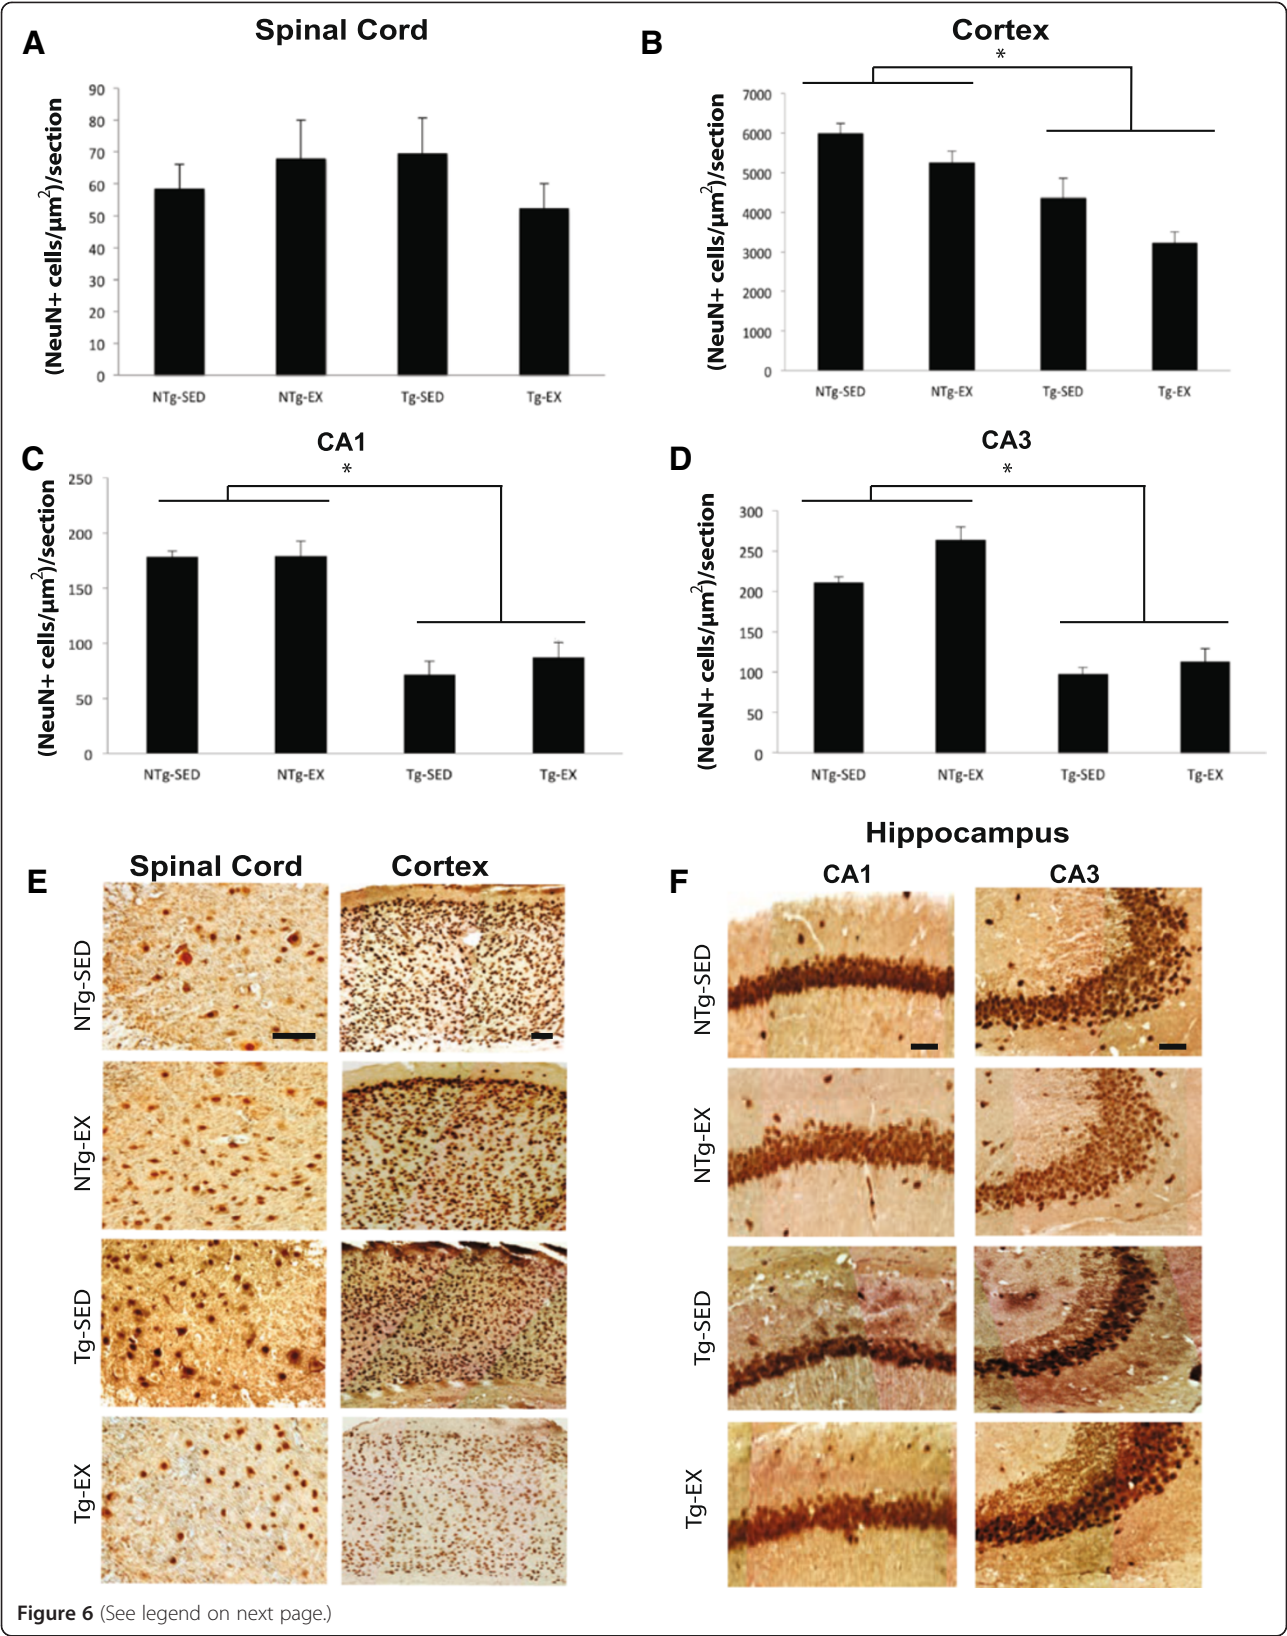 A
Spinal Cord
(NeuN+ cells/µm²)/section
90
80
70
60
50
40
30
20
10
0
NTg-SED NTg-EX Tg-SED Tg-EX
B
Cortex
*
(NeuN+ cells/µm²)/section
7000
6000
5000
4000
3000
2000
1000
0
NTg-SED NTg-EX Tg-SED Tg-EX
C
CA1
*
(NeuN+ cells/µm²)/section
250
200
150
100
50
0
NTg-SED NTg-EX Tg-SED Tg-EX
D
CA3
*
(NeuN+ cells/µm²)/section
300
250
200
150
100
50
0
NTg-SED NTg-EX Tg-SED Tg-EX
E
Spinal Cord Cortex
NTg-SED
NTg-EX
Tg-SED
Tg-EX
Hippocampus
F
CA1 CA3
NTg-SED
NTg-EX
Tg-SED
Tg-EX
Figure 6 (See legend on next page.)